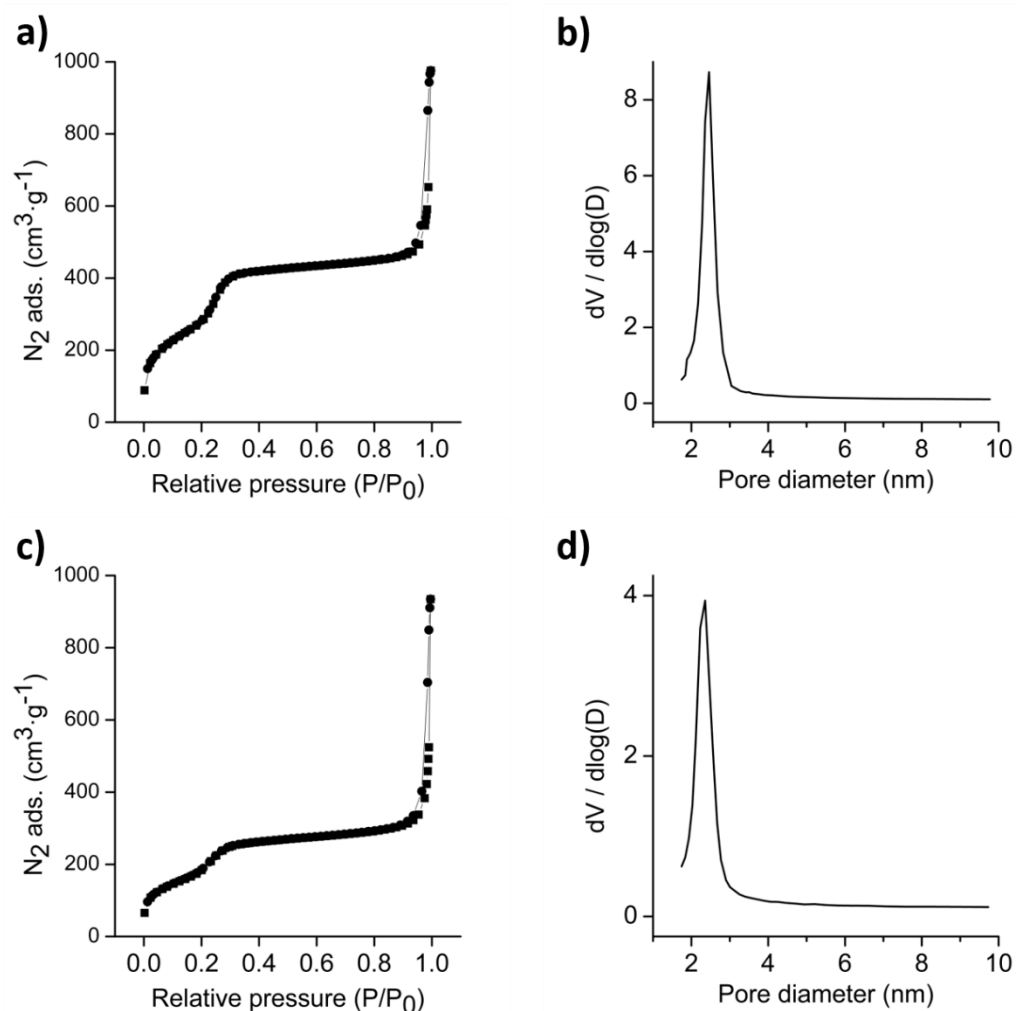 a)
N2 ads. (cm3·g-1)
1000
800
600
400
200
0
0.0 0.2 0.4 0.6 0.8 1.0
Relative pressure (P/P0)
b)
dV / dlog(D)
8
6
4
2
0
2 4 6 8 10
Pore diameter (nm)
c)
N2 ads. (cm3·g-1)
1000
800
600
400
200
0
0.0 0.2 0.4 0.6 0.8 1.0
Relative pressure (P/P0)
d)
dV / dlog(D)
4
2
0
2 4 6 8 10
Pore diameter (nm)